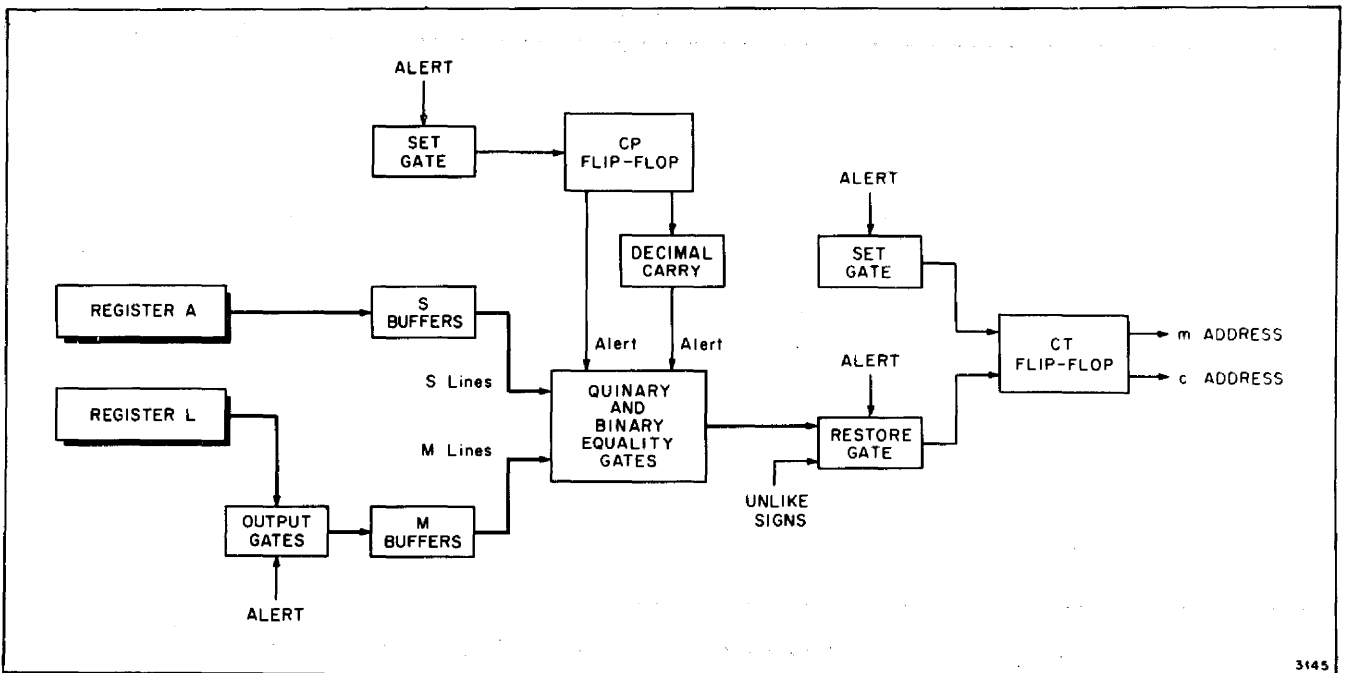 ALERT
SET
GATE
CP
FLIP-FLOP
DECIMAL
CARRY
ALERT
SET
GATE
REGISTER A
S
BUFFERS
Alert
Alert
S Lines
CT
FLIP-FLOP
m ADDRESS
c ADDRESS
REGISTER L
M Lines
QUINARY
AND
BINARY
EQUALITY
GATES
ALERT
RESTORE
GATE
UNLIKE
SIGNS
OUTPUT
GATES
M
BUFFERS
ALERT
3145